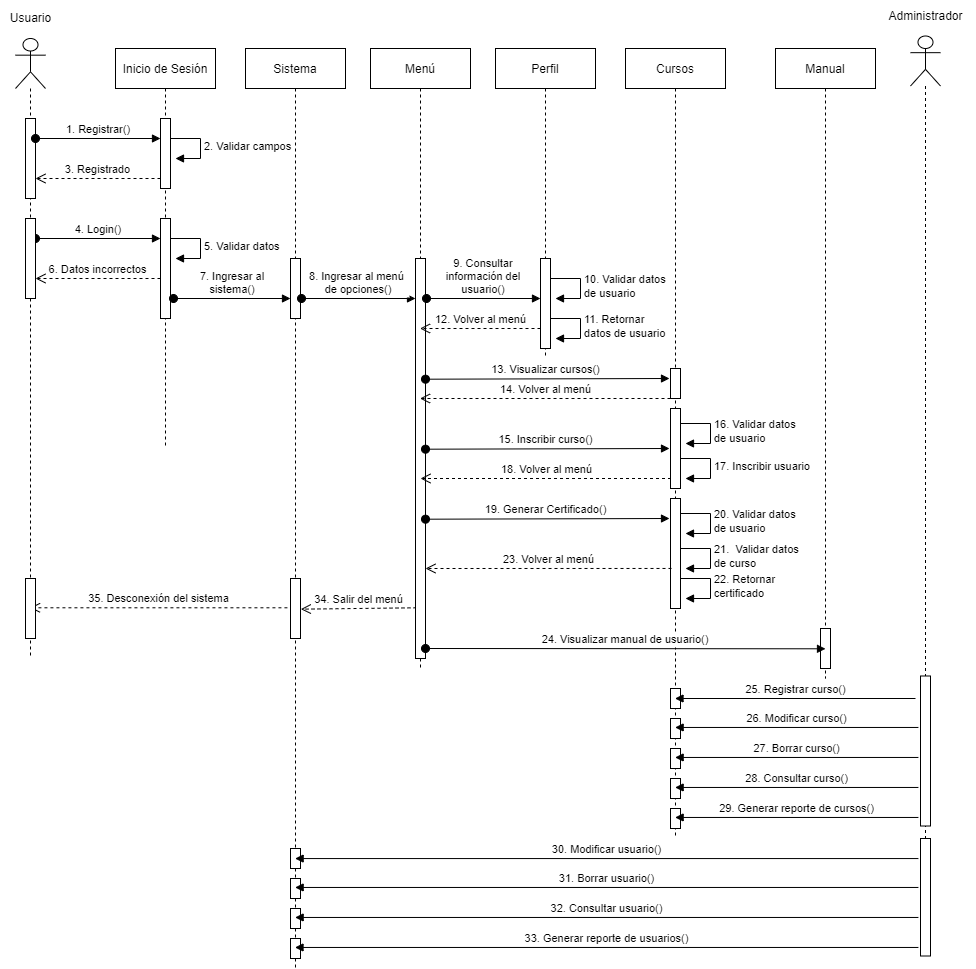 Usuario
Administrador
Inicio de Sesión
Sistema
Menú
Perfil
Cursos
Manual
1. Registrar()
2. Validar campos
3. Registrado
4. Login()
5. Validar datos
6. Datos incorrectos
7. Ingresar al
sistema()
8. Ingresar al menú
de opciones()
9. Consultar
información del
usuario()
10. Validar datos
de usuario
11. Retornar
datos de usuario
12. Volver al menú
13. Visualizar cursos()
14. Volver al menú
15. Inscribir curso()
16. Validar datos
de usuario
17. Inscribir usuario
18. Volver al menú
19. Generar Certificado()
20. Validar datos
de usuario
21. Validar datos
de curso
22. Retornar
certificado
23. Volver al menú
35. Desconexión del sistema
34. Salir del menú
24. Visualizar manual de usuario()
25. Registrar curso()
26. Modificar curso()
27. Borrar curso()
28. Consultar curso()
29. Generar reporte de cursos()
30. Modificar usuario()
31. Borrar usuario()
32. Consultar usuario()
33. Generar reporte de usuarios()